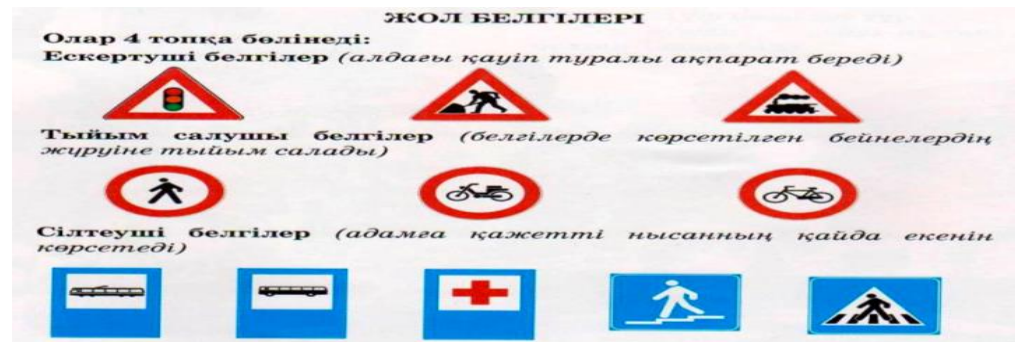 ЖОЛ БЕЛГІЛЕРІ
Олар 4 топқа бөлінеді:
Ескертуші белгілер (алдағы қауіп туралы ақпарат береді)
Тыйым салушы белгілер (белгілерде көрсетілген бейнелердің
жүруіне тыйым салады)
Сілтеуші белгілер (адамға қажетті нысанның қайда екенін
көрсетеді)